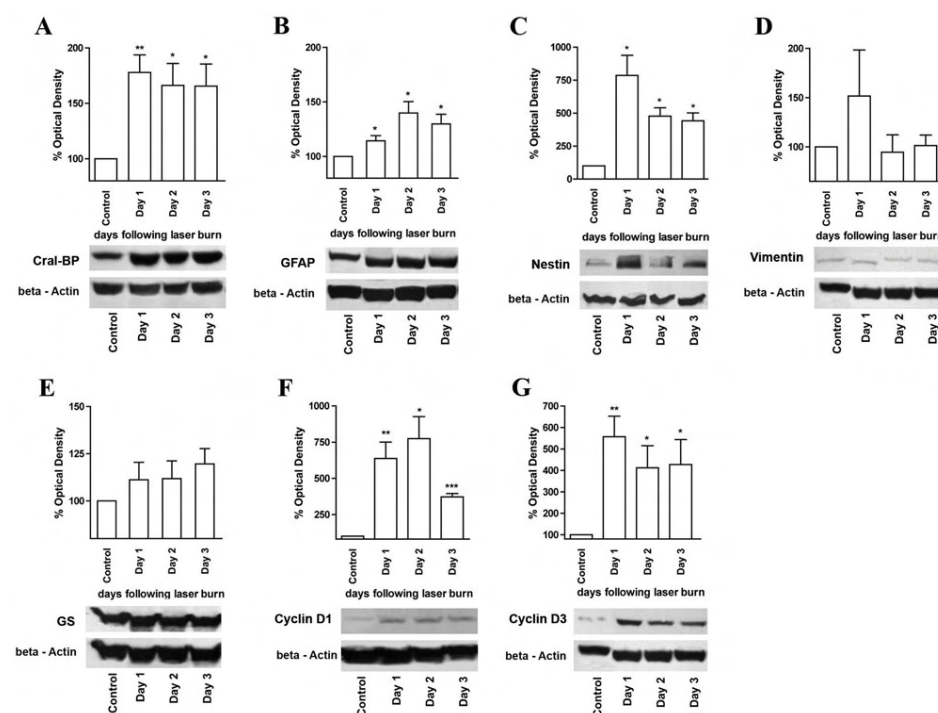 A
B
C
D
% Optical Density
200
150
100
**
*
*
Control
Day 1
Day 2
Day 3
days following laser burn
Cral-BP
beta - Actin
Control
Day 1
Day 2
Day 3
% Optical Density
200
150
100
*
*
*
Control
Day 1
Day 2
Day 3
days following laser burn
GFAP
beta - Actin
Control
Day 1
Day 2
Day 3
% Optical Density
1000
750
500
250
0
*
*
*
Control
Day 1
Day 2
Day 3
days following laser burn
Nestin
beta - Actin
Control
Day 1
Day 2
Day 3
% Optical Density
200
150
100
Control
Day 1
Day 2
Day 3
days following laser burn
Vimentin
beta - Actin
Control
Day 1
Day 2
Day 3
E
F
G
% Optical Density
150
125
100
Control
Day 1
Day 2
Day 3
days following laser burn
GS
beta - Actin
Control
Day 1
Day 2
Day 3
% Optical Density
1000
750
500
250
**
*
***
Control
Day 1
Day 2
Day 3
days following laser burn
Cyclin D1
beta - Actin
Control
Day 1
Day 2
Day 3
% Optical Density
700
600
500
400
300
200
100
**
*
*
Control
Day 1
Day 2
Day 3
days following laser burn
Cyclin D3
beta - Actin
Control
Day 1
Day 2
Day 3